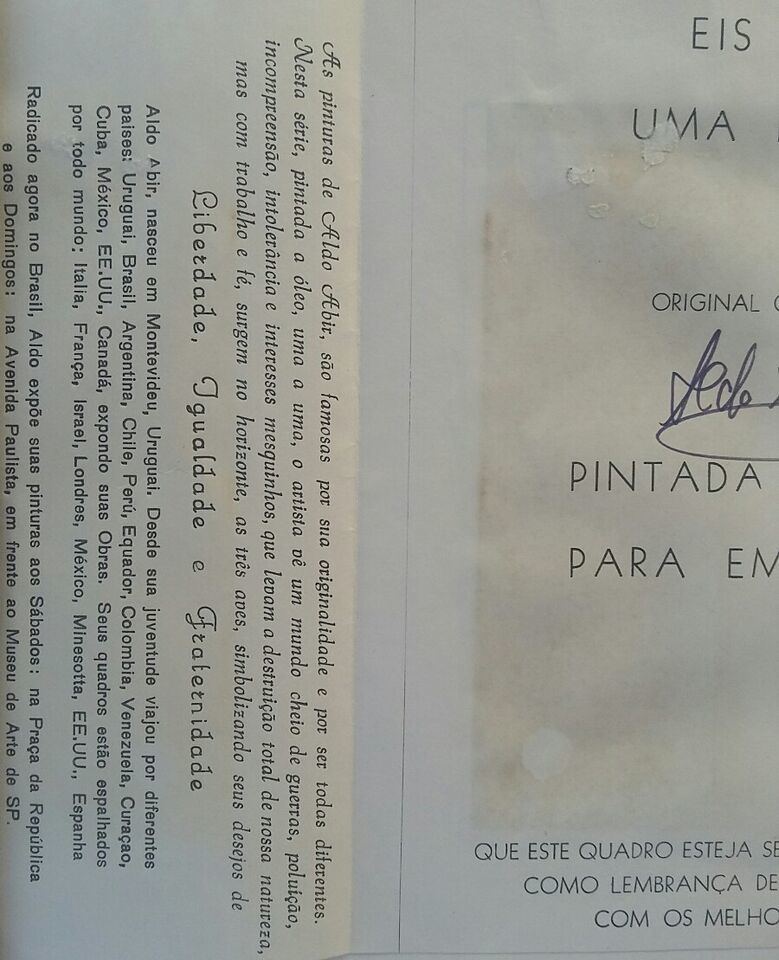 As pinturas de Aldo Abir, são famosas por sua originalidade e por ser todas diferentes.
Nesta série, pintada a óleo, uma a uma, o artista vê um mundo cheio de guerras, poluição,
incompreensão, intolerância e interesses mesquinhos, que levam a destruição total de nossa natureza,
mas com trabalho e fé, surgem no horizonte, as três aves, simbolizando seus desejos de
Liberdade, Igualdade e Fraternidade
Aldo Abir, nasceu em Montevideu, Uruguai. Desde sua juventude viajou por diferentes
paises: Uruguai, Brasil, Argentina, Chile, Perú, Equador, Colombia, Venezuela, Curaçao,
Cuba, México, EE.UU., Canadá, expondo suas Obras. Seus quadros estão espalhados
por todo mundo: Italia, França, Israel, Londres, México, Minesotta, EE.UU., Espanha
Radicado agora no Brasil, Aldo expõe suas pinturas aos Sábados: na Praça da República
e aos Domingos: na Avenida Paulista, em frente ao Museu de Arte de SP.
EIS
UMA
ORIGINAL
PINTADA
PARA EM
QUE ESTE QUADRO ESTEJA SE
COMO LEMBRANÇA DE
COM OS MELHO